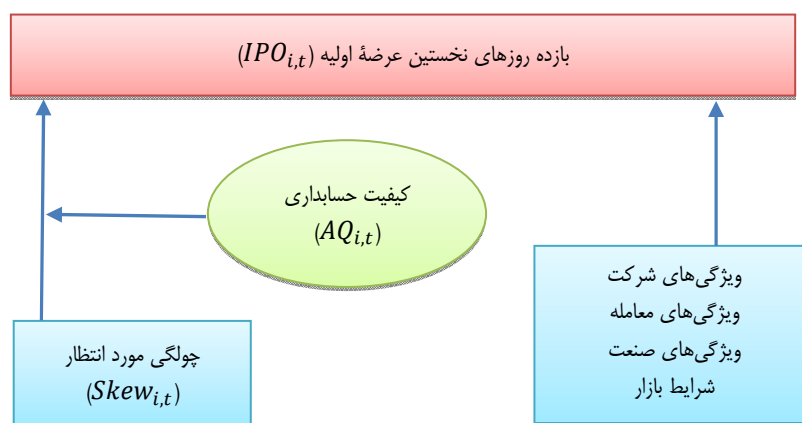 بازده روزهای نخستین عرضهٔ اولیه (IPO_{i,t})
کیفیت حسابداری
(AQ_{i,t})
ویژگی‌های شرکت
ویژگی‌های معامله
ویژگی‌های صنعت
شرایط بازار
چولگی مورد انتظار
(Skew_{i,t})